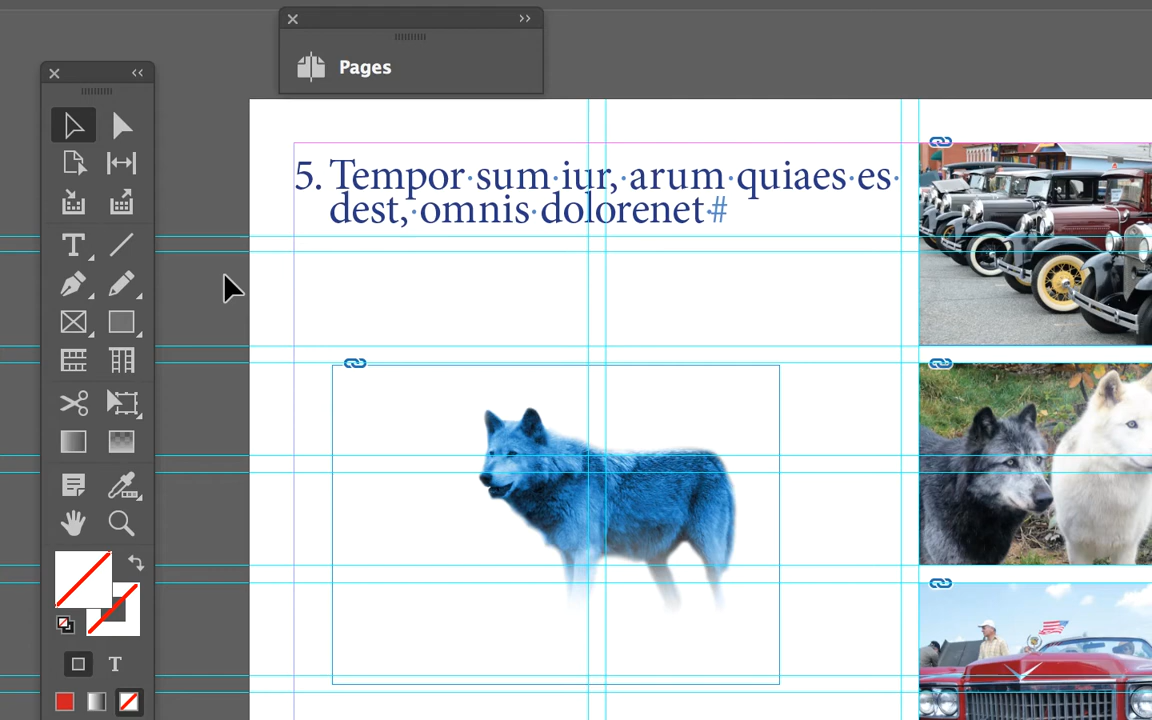 Pages
5. Tempor sum iur, arum quiaes es
dest, omnis dolorenet#